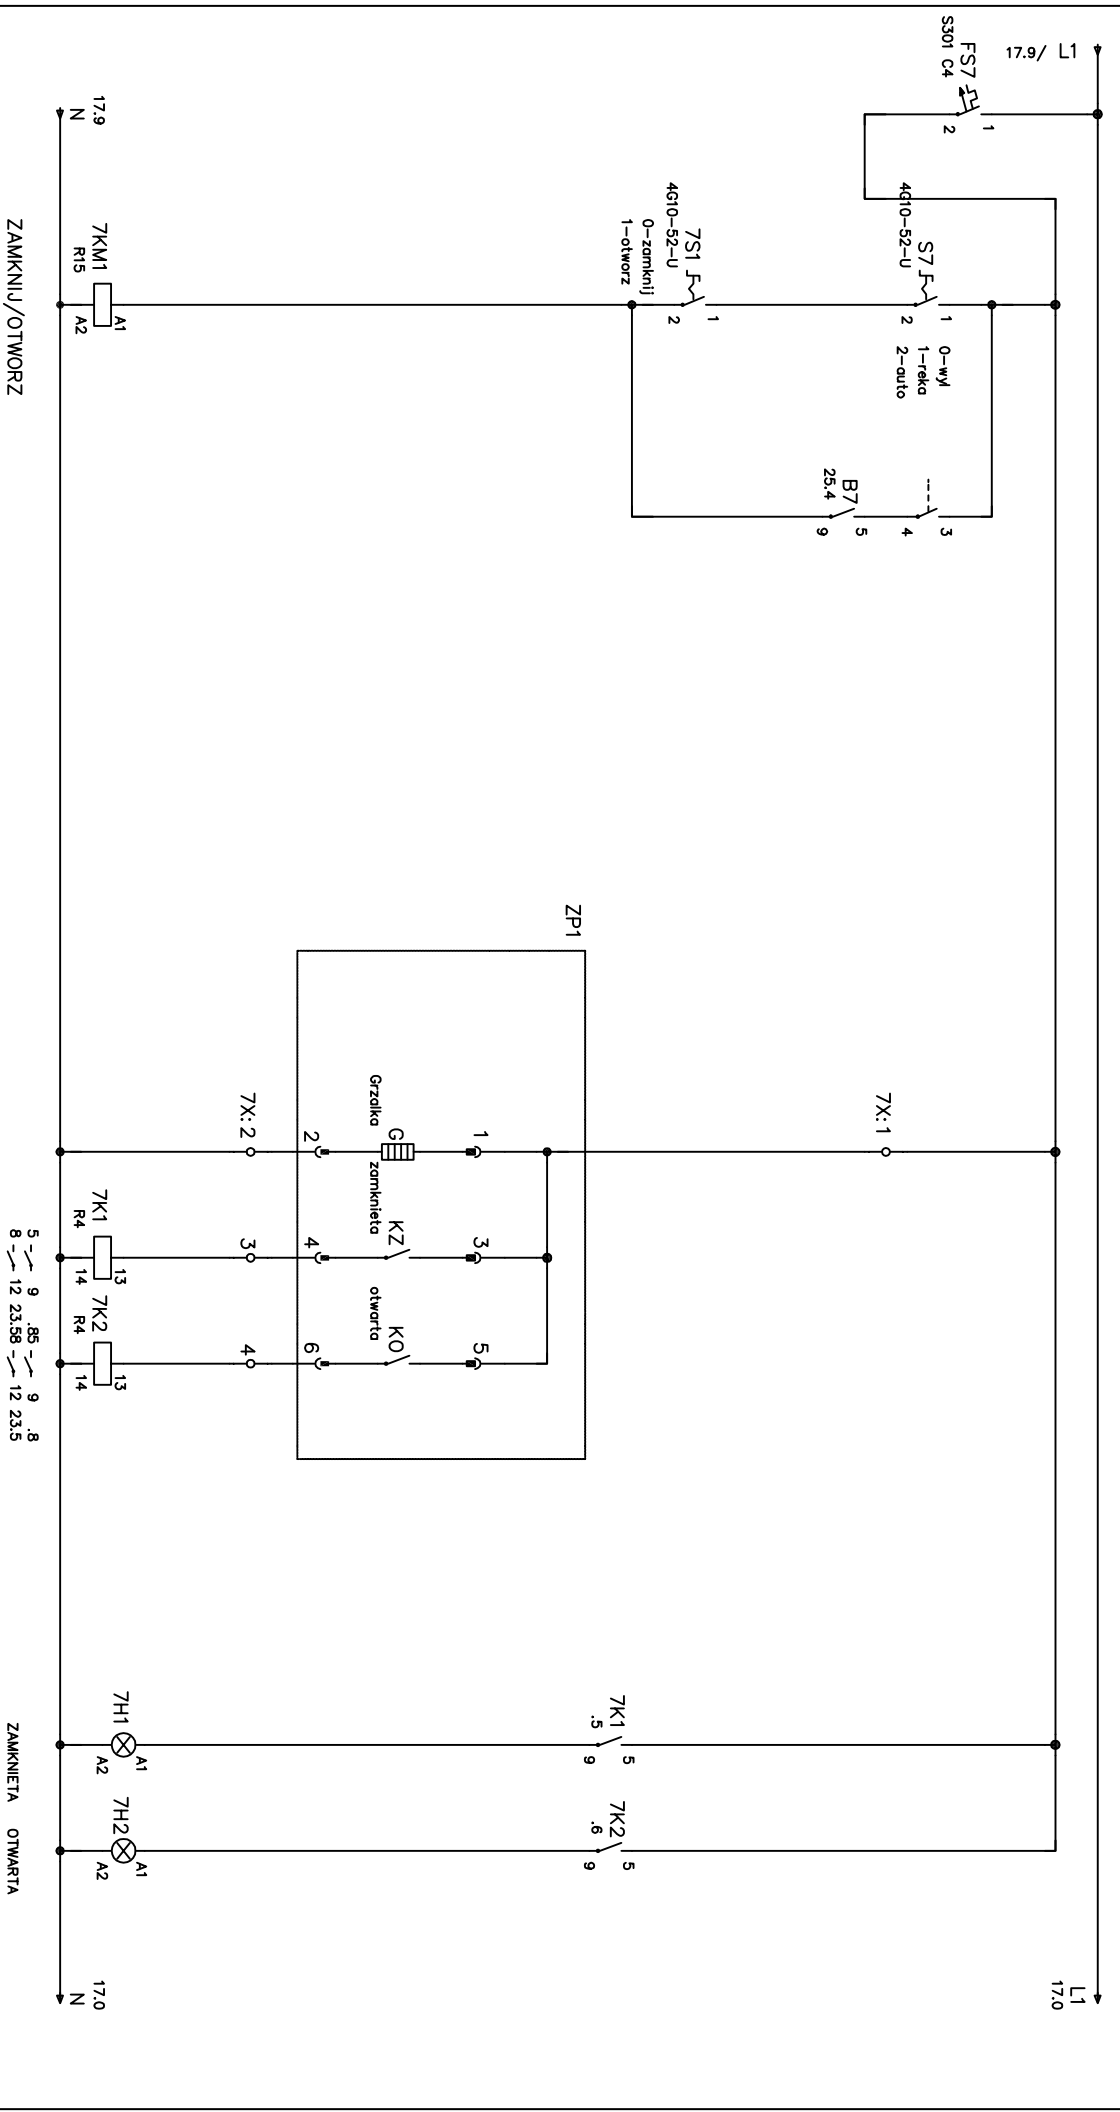 17.9/ L1
FS7
S301 C4
1
2
S7
4G10-52-U
1
2
0-wyl
1-reka
2-auto
3
4
B7
25.4
5
9
7S1
4G10-52-U
0-zamknij
1-otworz
1
2
7KM1
R15
A1
A2
17.9
N
ZAMKNIJ/OTWORZ
7X:1
ZP1
1
G
Grzalka
2
3
KZ
zamknieta
4
5
KO
otwarta
6
7X:2
3
4
7K1
R4
13
14
7K2
R4
13
14
5 9 .85 9 .8
8 12 23.58 12 23.5
7K1
.5
5
9
7K2
.6
5
9
7H1
A1
A2
7H2
A1
A2
ZAMKNIETA OTWARTA
L1
17.0
17.0
N